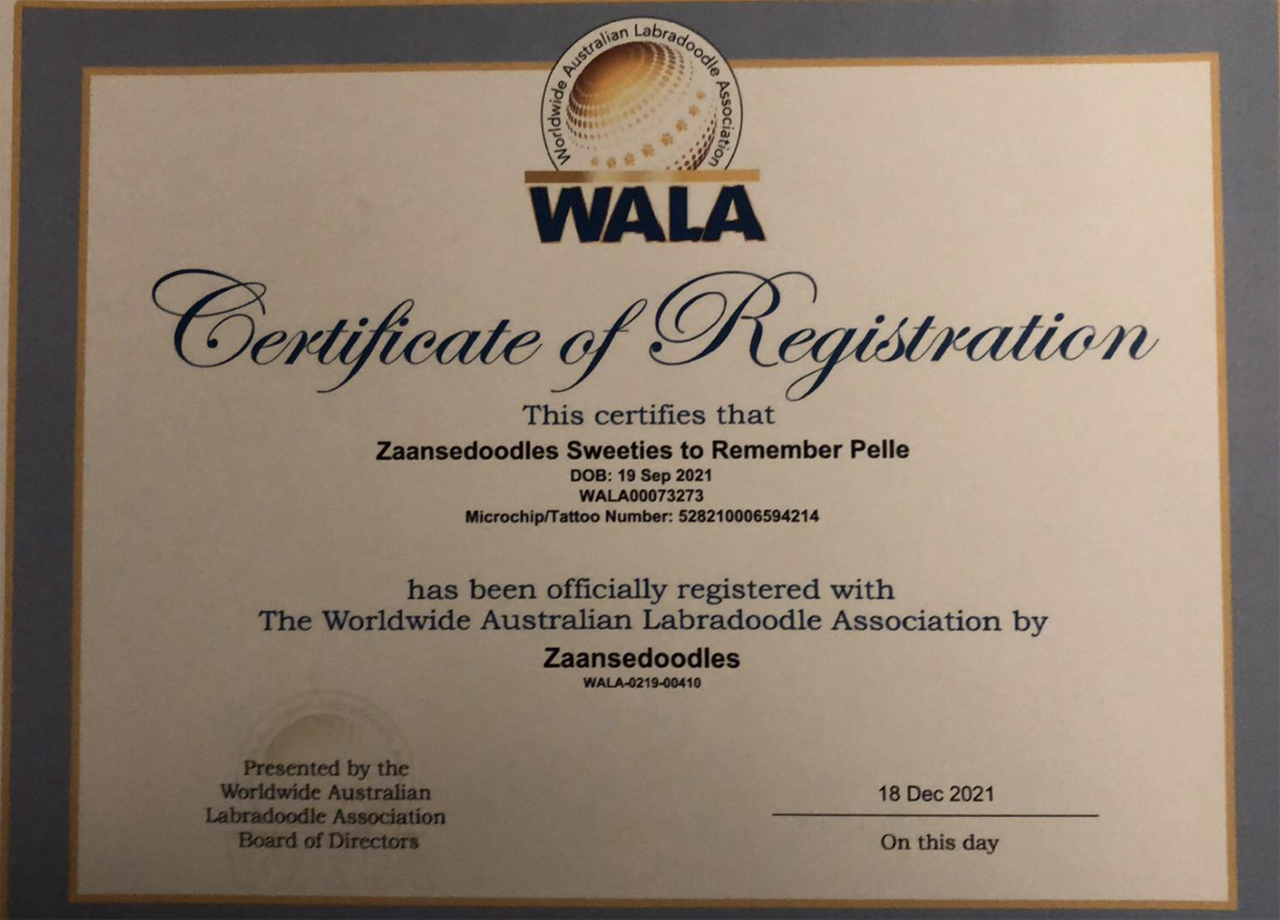 Worldwide Australian Labradoodle Association
WALA
Certificate of Registration
This certifies that
Zaansedoodles Sweeties to Remember Pelle
DOB: 19 Sep 2021
WALA00073273
Microchip/Tattoo Number: 528210006594214
has been officially registered with
The Worldwide Australian Labradoodle Association by
Zaansedoodles
WALA-0219-00410
Presented by the
Worldwide Australian
Labradoodle Association
Board of Directors
18 Dec 2021
On this day